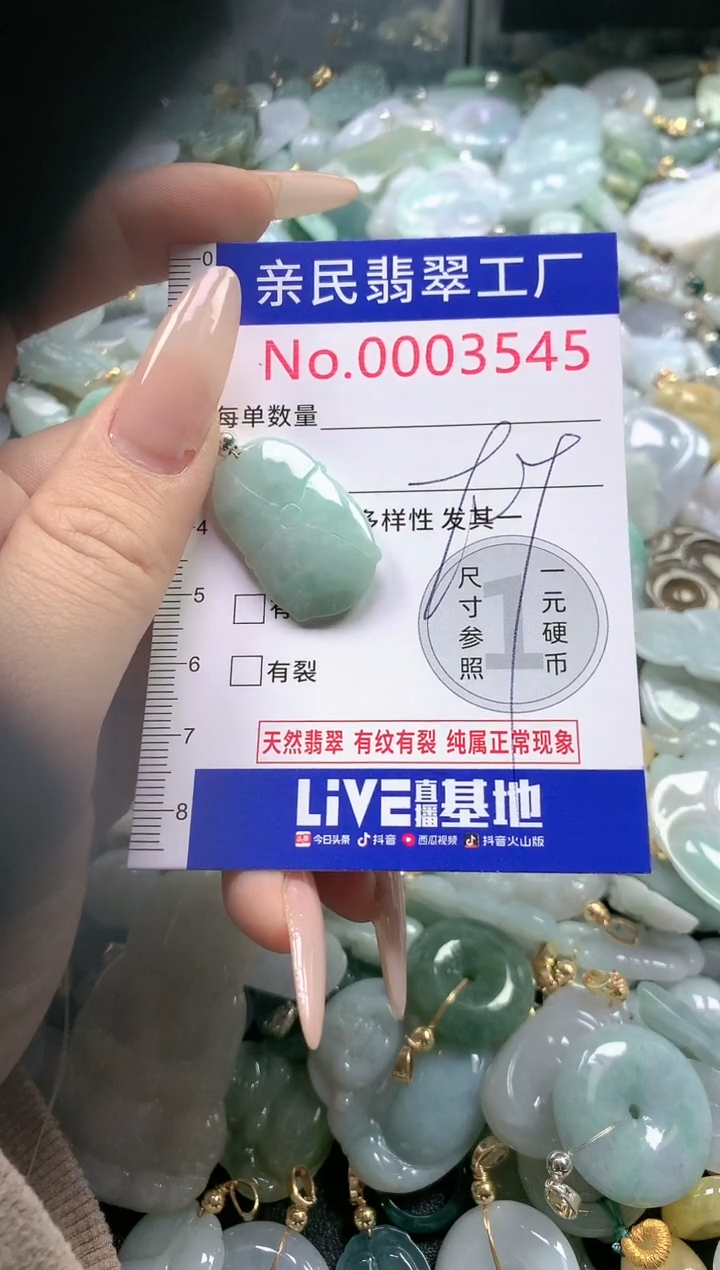 0
亲民翡翠工厂
No.0003545
每单数量
多样性 发其一
4
5
6
7
8
有
有裂
尺寸参照
1
一元硬币
天然翡翠 有纹有裂 纯属正常现象
LiVE直播基地
今日头条 抖音 西瓜视频 抖音火山版